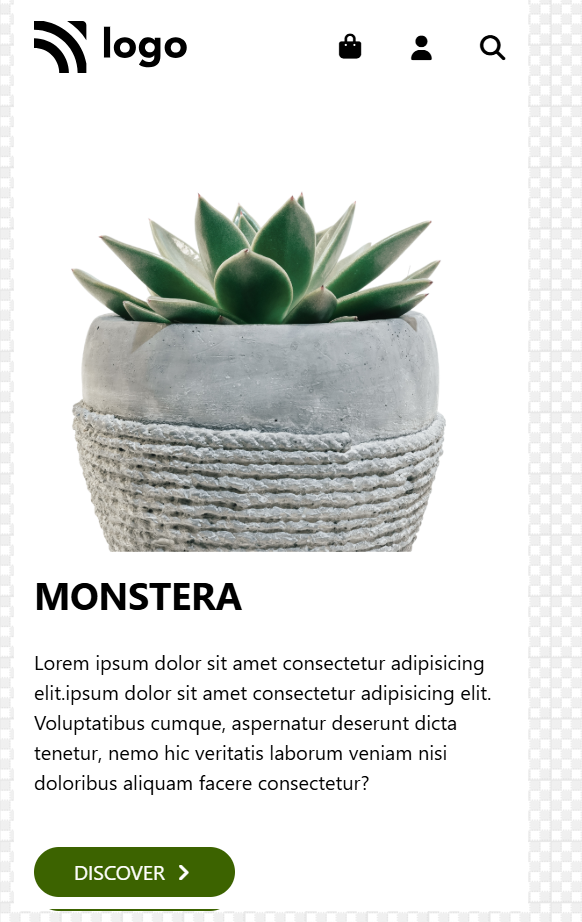 logo
MONSTERA
Lorem ipsum dolor sit amet consectetur adipisicing
elit.ipsum dolor sit amet consectetur adipisicing elit.
Voluptatibus cumque, aspernatur deserunt dicta
tenetur, nemo hic veritatis laborum veniam nisi
doloribus aliquam facere consectetur?
DISCOVER